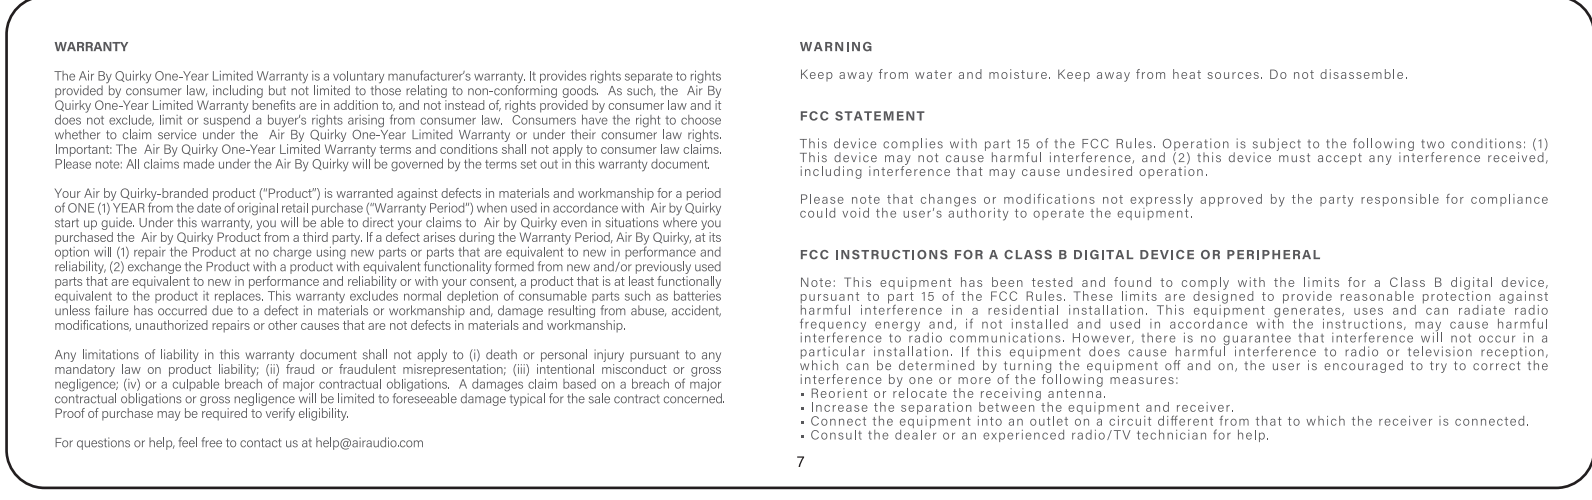 WARRANTY
The Air By Quirky One-Year Limited Warranty is a voluntary manufacturer's warranty. It provides rights separate to rights
provided by consumer law, including but not limited to those relating to non-conforming goods.  As such, the  Air By
Quirky One-Year Limited Warranty benefits are in addition to, and not instead of, rights provided by consumer law and it
does not exclude, limit or suspend a buyer's rights arising from consumer law.  Consumers have the right to choose
whether to claim service under the  Air By Quirky One-Year Limited Warranty or under their consumer law rights.
Important: The  Air By Quirky One-Year Limited Warranty terms and conditions shall not apply to consumer law claims.
Please note: All claims made under the Air By Quirky will be governed by the terms set out in this warranty document.
Your Air by Quirky-branded product ("Product") is warranted against defects in materials and workmanship for a period
of ONE (1) YEAR from the date of original retail purchase ("Warranty Period") when used in accordance with  Air by Quirky
start up guide. Under this warranty, you will be able to direct your claims to  Air by Quirky even in situations where you
purchased the  Air by Quirky Product from a third party. If a defect arises during the Warranty Period, Air By Quirky, at its
option will (1) repair the Product at no charge using new parts or parts that are equivalent to new in performance and
reliability, (2) exchange the Product with a product with equivalent functionality formed from new and/or previously used
parts that are equivalent to new in performance and reliability or with your consent, a product that is at least functionally
equivalent to the product it replaces. This warranty excludes normal depletion of consumable parts such as batteries
unless failure has occurred due to a defect in materials or workmanship and, damage resulting from abuse, accident,
modifications, unauthorized repairs or other causes that are not defects in materials and workmanship.
Any limitations of liability in this warranty document shall not apply to (i) death or personal injury pursuant to any
mandatory law on product liability; (ii) fraud or fraudulent misrepresentation; (iii) intentional misconduct or gross
negligence; (iv) or a culpable breach of major contractual obligations.  A damages claim based on a breach of major
contractual obligations or gross negligence will be limited to foreseeable damage typical for the sale contract concerned.
Proof of purchase may be required to verify eligibility.
For questions or help, feel free to contact us at help@airaudio.com
WARNING
Keep away from water and moisture. Keep away from heat sources. Do not disassemble.
FCC STATEMENT
This device complies with part 15 of the FCC Rules. Operation is subject to the following two conditions: (1)
This device may not cause harmful interference, and (2) this device must accept any interference received,
including interference that may cause undesired operation.
Please note that changes or modifications not expressly approved by the party responsible for compliance
could void the user's authority to operate the equipment.
FCC INSTRUCTIONS FOR A CLASS B DIGITAL DEVICE OR PERIPHERAL
Note: This equipment has been tested and found to comply with the limits for a Class B digital device,
pursuant to part 15 of the FCC Rules. These limits are designed to provide reasonable protection against
harmful interference in a residential installation. This equipment generates, uses and can radiate radio
frequency energy and, if not installed and used in accordance with the instructions, may cause harmful
interference to radio communications. However, there is no guarantee that interference will not occur in a
particular installation. If this equipment does cause harmful interference to radio or television reception,
which can be determined by turning the equipment off and on, the user is encouraged to try to correct the
interference by one or more of the following measures:
▪ Reorient or relocate the receiving antenna.
▪ Increase the separation between the equipment and receiver.
▪ Connect the equipment into an outlet on a circuit different from that to which the receiver is connected.
▪ Consult the dealer or an experienced radio/TV technician for help.
7